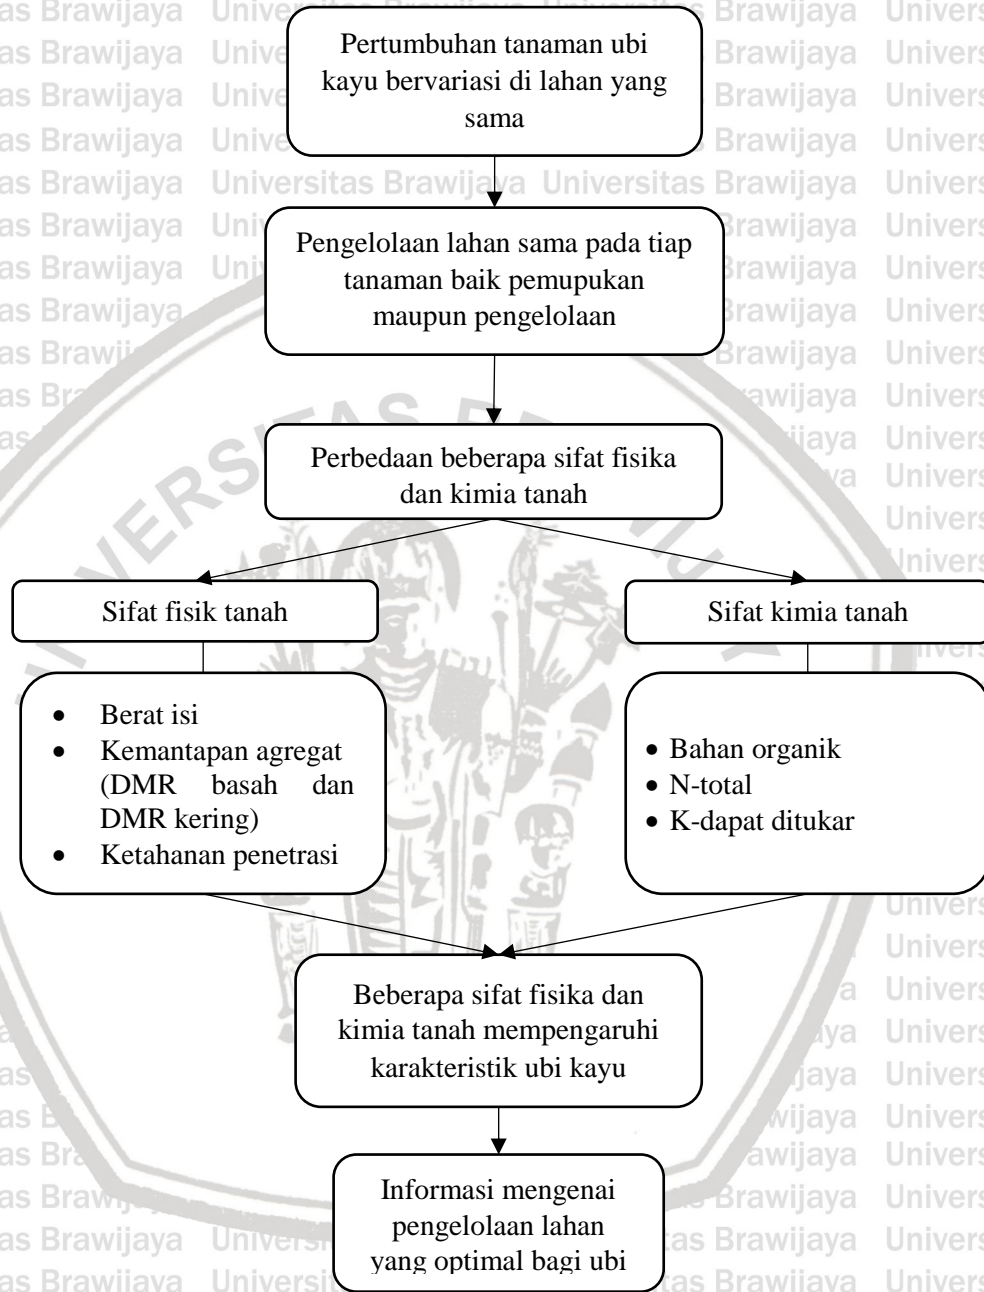 Pertumbuhan tanaman ubi
kayu bervariasi di lahan yang
sama
Pengelolaan lahan sama pada tiap
tanaman baik pemupukan
maupun pengelolaan
Perbedaan beberapa sifat fisika
dan kimia tanah
Sifat fisik tanah
Sifat kimia tanah
• Berat isi
• Kemantapan agregat
(DMR basah dan
DMR kering)
• Ketahanan penetrasi
• Bahan organik
• N-total
• K-dapat ditukar
Beberapa sifat fisika dan
kimia tanah mempengaruhi
karakteristik ubi kayu
Informasi mengenai
pengelolaan lahan
yang optimal bagi ubi